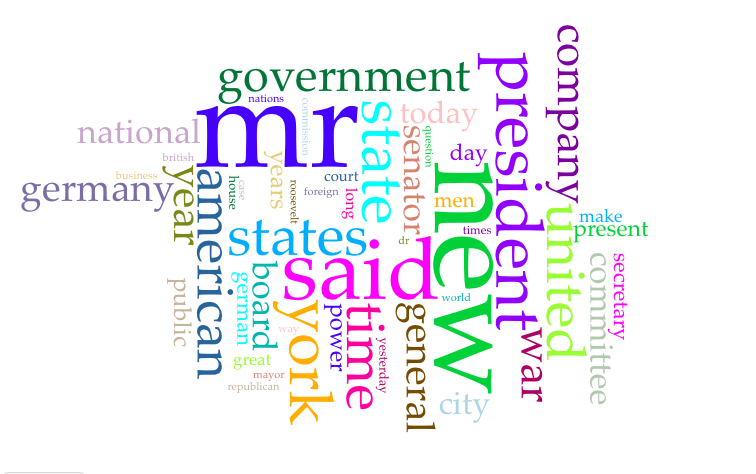 company
government
president
nations
mr
commission
state
today
national
senator
question
day
british
years
court
business
germany
year
american
house
case
roosevelt
foreign
long
men
new
united
make
present
times
states
dr
said
board
german
public
world
committee
secretary
york
way
power
time
yesterday
general
war
great
mayor
republican
city